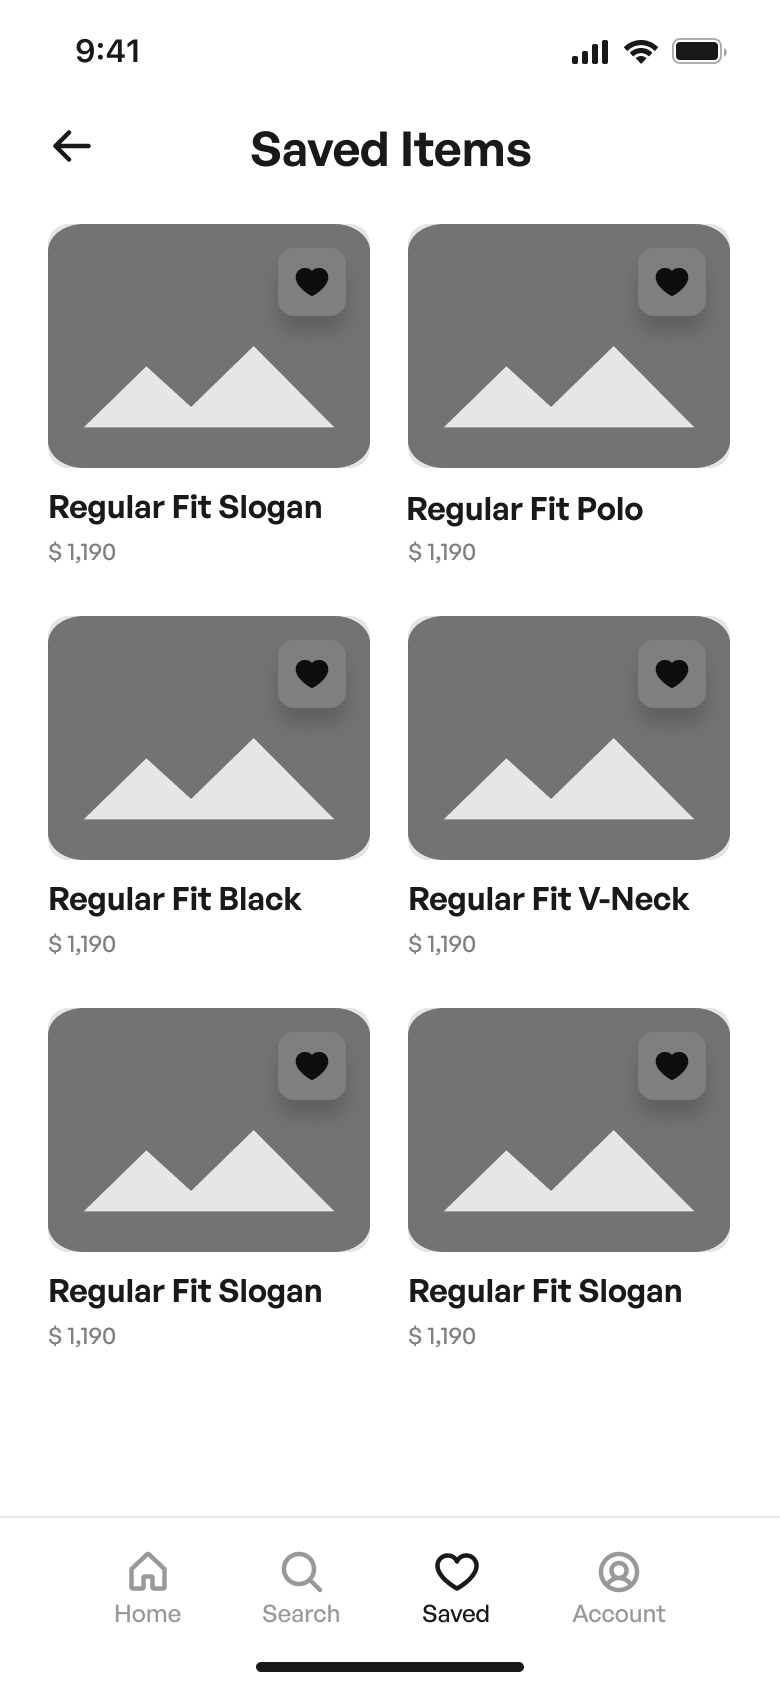 9:41
Saved Items
Regular Fit Slogan
$ 1,190
Regular Fit Polo
$ 1,190
Regular Fit Black
$ 1,190
Regular Fit V-Neck
$ 1,190
Regular Fit Slogan
$ 1,190
Regular Fit Slogan
$ 1,190
Home
Search
Saved
Account